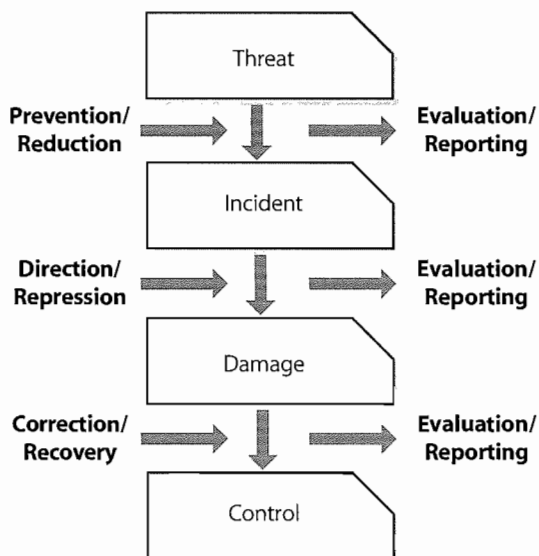 Threat
Prevention/
Reduction
Evaluation/
Reporting
Incident
Direction/
Repression
Evaluation/
Reporting
Damage
Correction/
Recovery
Evaluation/
Reporting
Control